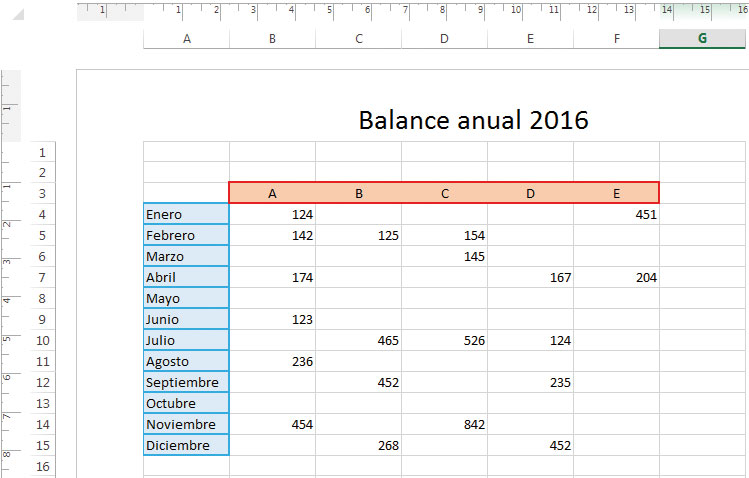 1 1 2 3 4 5 6 7 8 9 10 11 12 13 14 15 16
A B C D E F G
1
Balance anual 2016
1
2
1
3 A B C D E
4 Enero 124 451
2
5 Febrero 142 125 154
6 Marzo 145
3
7 Abril 174 167 204
4
8 Mayo
9 Junio 123
5
10 Julio 465 526 124
11 Agosto 236
6
12 Septiembre 452 235
13 Octubre
7
14 Noviembre 454 842
15 Diciembre 268 452
8
16